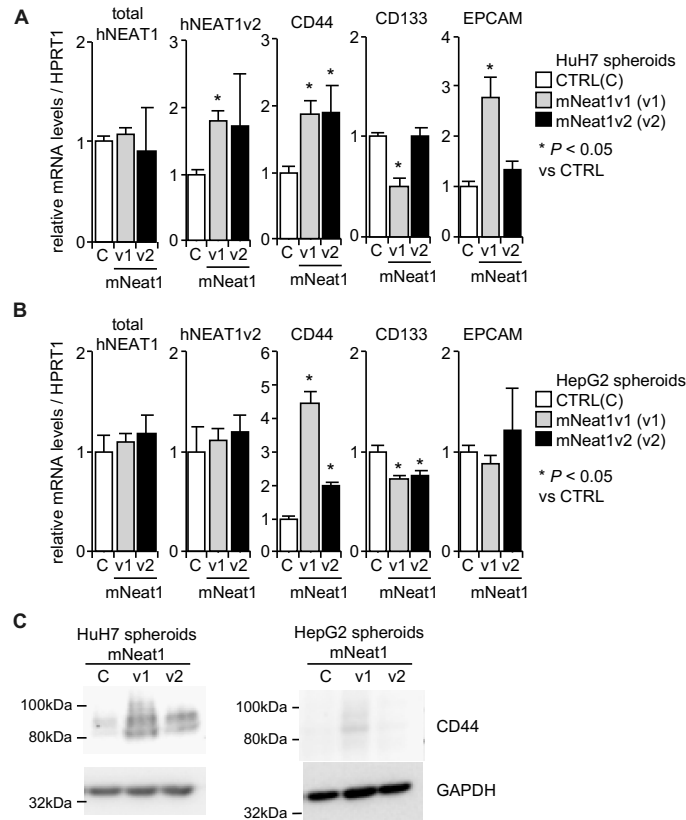 A
total
hNEAT1
hNEAT1v2
CD44
CD133
EPCAM
relative mRNA levels / HPRT1
2
1
0
3
2
1
0
3
2
1
0
2
1
0
4
3
2
1
0
C v1 v2
C v1 v2
C v1 v2
C v1 v2
C v1 v2
mNeat1
mNeat1
mNeat1
mNeat1
mNeat1
* * * * *
HuH7 spheroids
CTRL(C)
mNeat1v1 (v1)
mNeat1v2 (v2)
* P < 0.05
vs CTRL
B
total
hNEAT1
hNEAT1v2
CD44
CD133
EPCAM
relative mRNA levels / HPRT1
2
1
0
2
1
0
6
5
4
3
2
1
0
2
1
0
2
1
0
C v1 v2
C v1 v2
C v1 v2
C v1 v2
C v1 v2
mNeat1
mNeat1
mNeat1
mNeat1
mNeat1
* * * *
HepG2 spheroids
CTRL(C)
mNeat1v1 (v1)
mNeat1v2 (v2)
* P < 0.05
vs CTRL
C
HuH7 spheroids
mNeat1
C v1 v2
100kDa
80kDa
32kDa
HepG2 spheroids
mNeat1
C v1 v2
100kDa
80kDa
32kDa
CD44
GAPDH